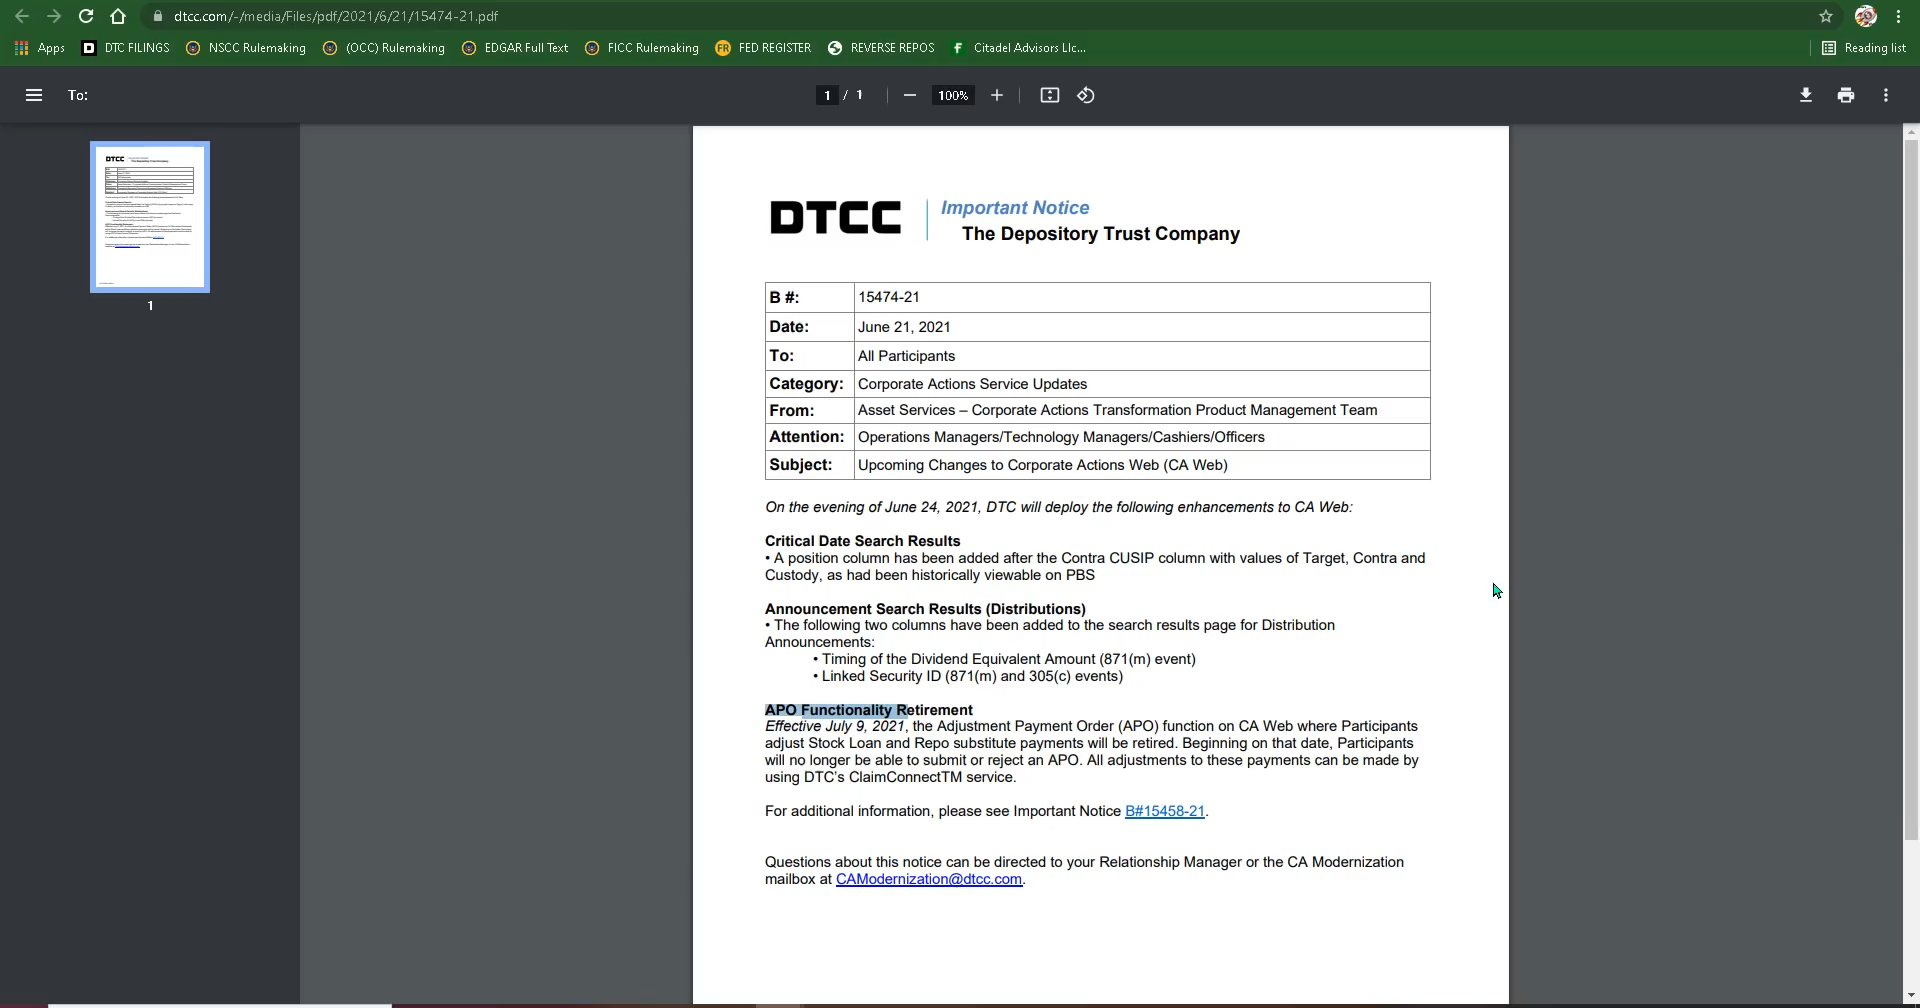 dtcc.com/-/media/Files/pdf/2021/6/21/15474-21.pdf
Apps DTC FILINGS NSCC Rulemaking (OCC) Rulemaking EDGAR Full Text FICC Rulemaking FR FED REGISTER REVERSE REPOS Citadel Advisors Llc... Reading list
To: 1 / 1 100%
1
DTCC
Important Notice
The Depository Trust Company
B #: 15474-21
Date: June 21, 2021
To: All Participants
Category: Corporate Actions Service Updates
From: Asset Services – Corporate Actions Transformation Product Management Team
Attention: Operations Managers/Technology Managers/Cashiers/Officers
Subject: Upcoming Changes to Corporate Actions Web (CA Web)
On the evening of June 24, 2021, DTC will deploy the following enhancements to CA Web:
Critical Date Search Results
• A position column has been added after the Contra CUSIP column with values of Target, Contra and
Custody, as had been historically viewable on PBS
Announcement Search Results (Distributions)
• The following two columns have been added to the search results page for Distribution
Announcements:
• Timing of the Dividend Equivalent Amount (871(m) event)
• Linked Security ID (871(m) and 305(c) events)
APO Functionality Retirement
Effective July 9, 2021, the Adjustment Payment Order (APO) function on CA Web where Participants
adjust Stock Loan and Repo substitute payments will be retired. Beginning on that date, Participants
will no longer be able to submit or reject an APO. All adjustments to these payments can be made by
using DTC's ClaimConnectTM service.
For additional information, please see Important Notice B#15458-21.
Questions about this notice can be directed to your Relationship Manager or the CA Modernization
mailbox at CAModernization@dtcc.com.